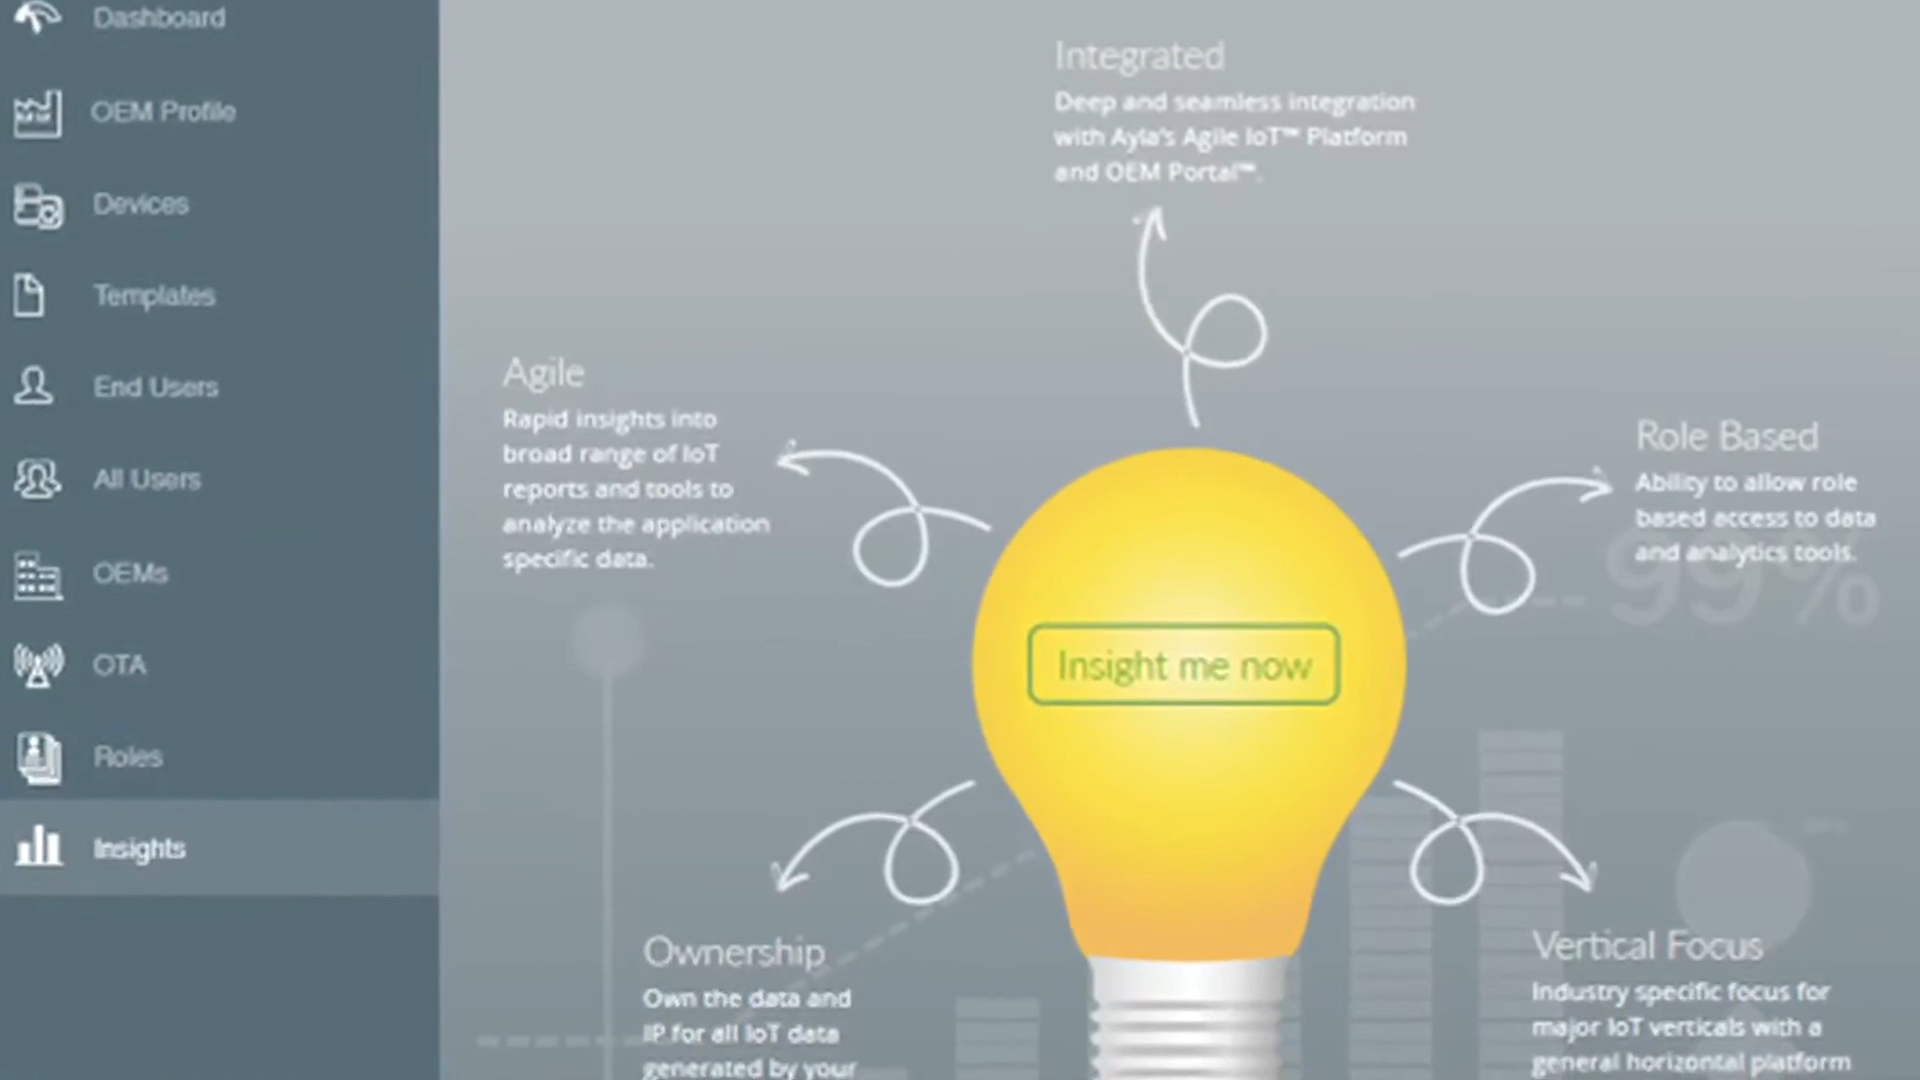 Dashboard
OEM Profile
Devices
Templates
End Users
All Users
OEMs
OTA
Roles
Insights
Integrated
Deep and seamless integration
with Ayla's Agile IoT™ Platform
and OEM Portal™.
Agile
Rapid insights into
broad range of IoT
reports and tools to
analyze the application
specific data.
Role Based
Ability to allow role
based access to data
and analytics tools.
99%
Insight me now
Ownership
Own the data and
IP for all IoT data
generated by your
Vertical Focus
Industry specific focus for
major IoT verticals with a
general horizontal platform